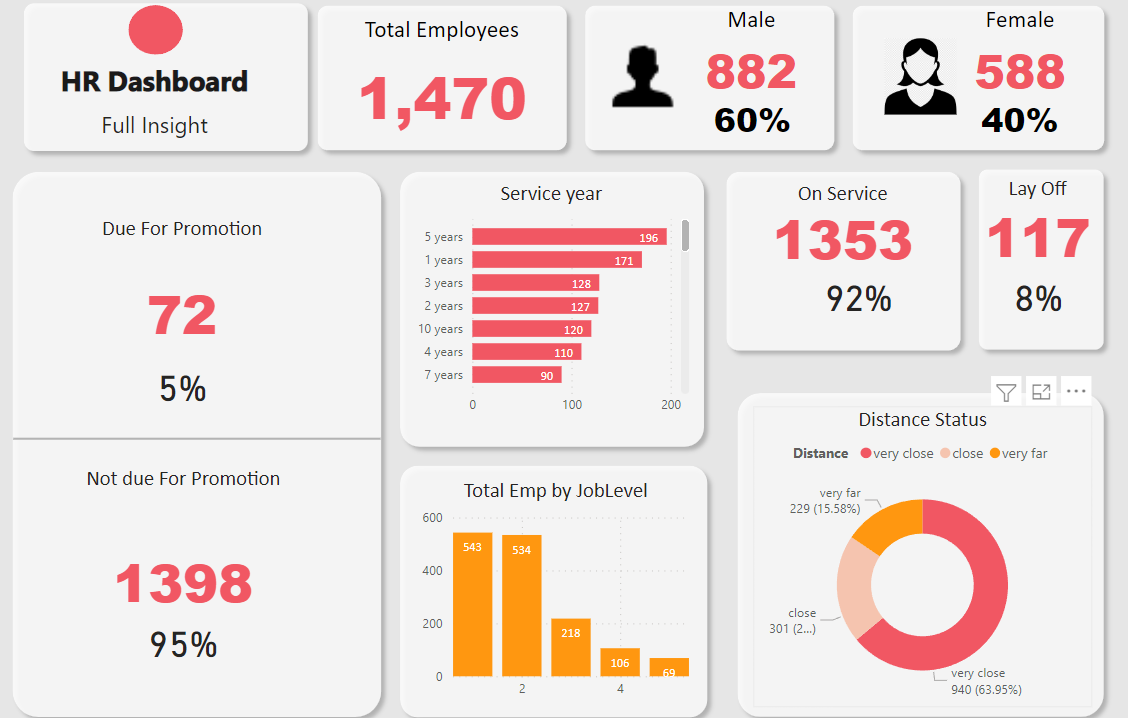 HR Dashboard
Full Insight
Total Employees
1,470
Male
882
60%
Female
588
40%
Due For Promotion
72
5%
Not due For Promotion
1398
95%
Service year
5 years 196
1 years 171
3 years 128
2 years 127
10 years 120
4 years 110
7 years 90
0 100 200
On Service
1353
92%
Lay Off
117
8%
Total Emp by JobLevel
600
400
200
0
543
534
218
106
69
2 4
Distance Status
Distance very close close very far
very far
229 (15.58%)
close
301 (2...)
very close
940 (63.95%)